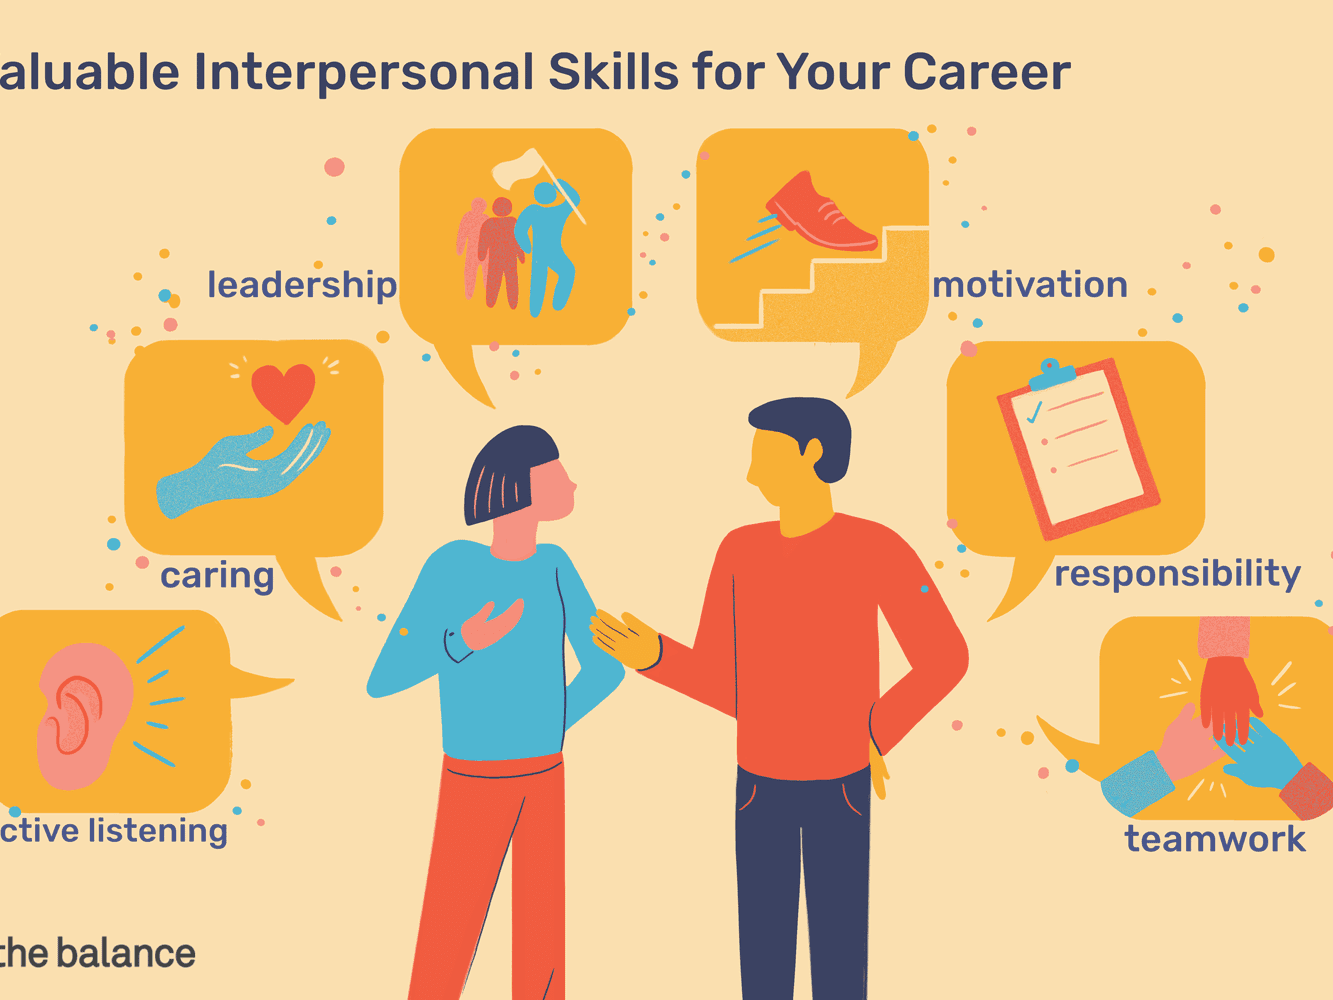 aluable Interpersonal Skills for Your Career
leadership
motivation
caring
responsibility
ctive listening
teamwork
the balance